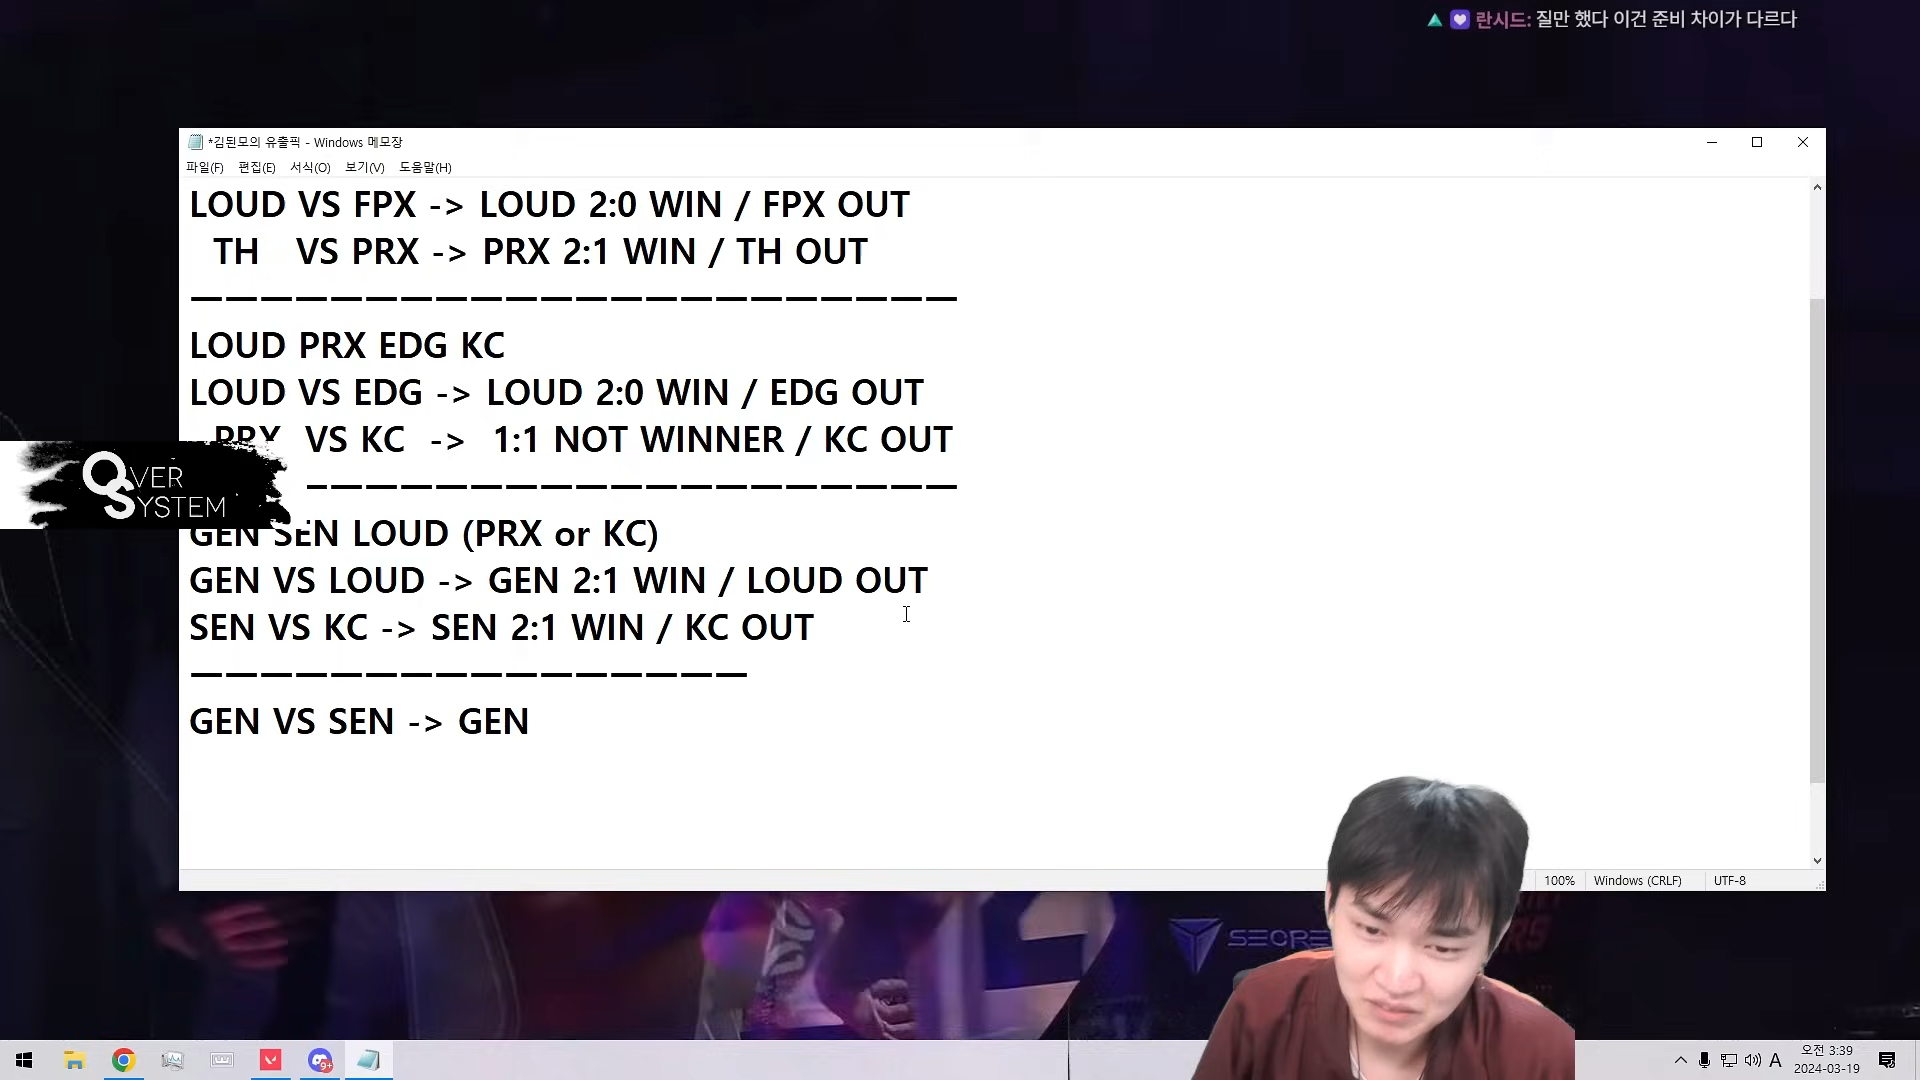 란시드: 질만 했다 이건 준비 차이가 다르다
*김된모의 유출픽 - Windows 메모장
파일(F) 편집(E) 서식(O) 보기(V) 도움말(H)
LOUD VS FPX -> LOUD 2:0 WIN / FPX OUT
TH VS PRX -> PRX 2:1 WIN / TH OUT
LOUD PRX EDG KC
LOUD VS EDG -> LOUD 2:0 WIN / EDG OUT
PRX VS KC -> 1:1 NOT WINNER / KC OUT
OVER
SYSTEM
GEN SEN LOUD (PRX or KC)
GEN VS LOUD -> GEN 2:1 WIN / LOUD OUT
SEN VS KC -> SEN 2:1 WIN / KC OUT
GEN VS SEN -> GEN
100% Windows (CRLF) UTF-8
9+
A
오전 3:39
2024-03-19